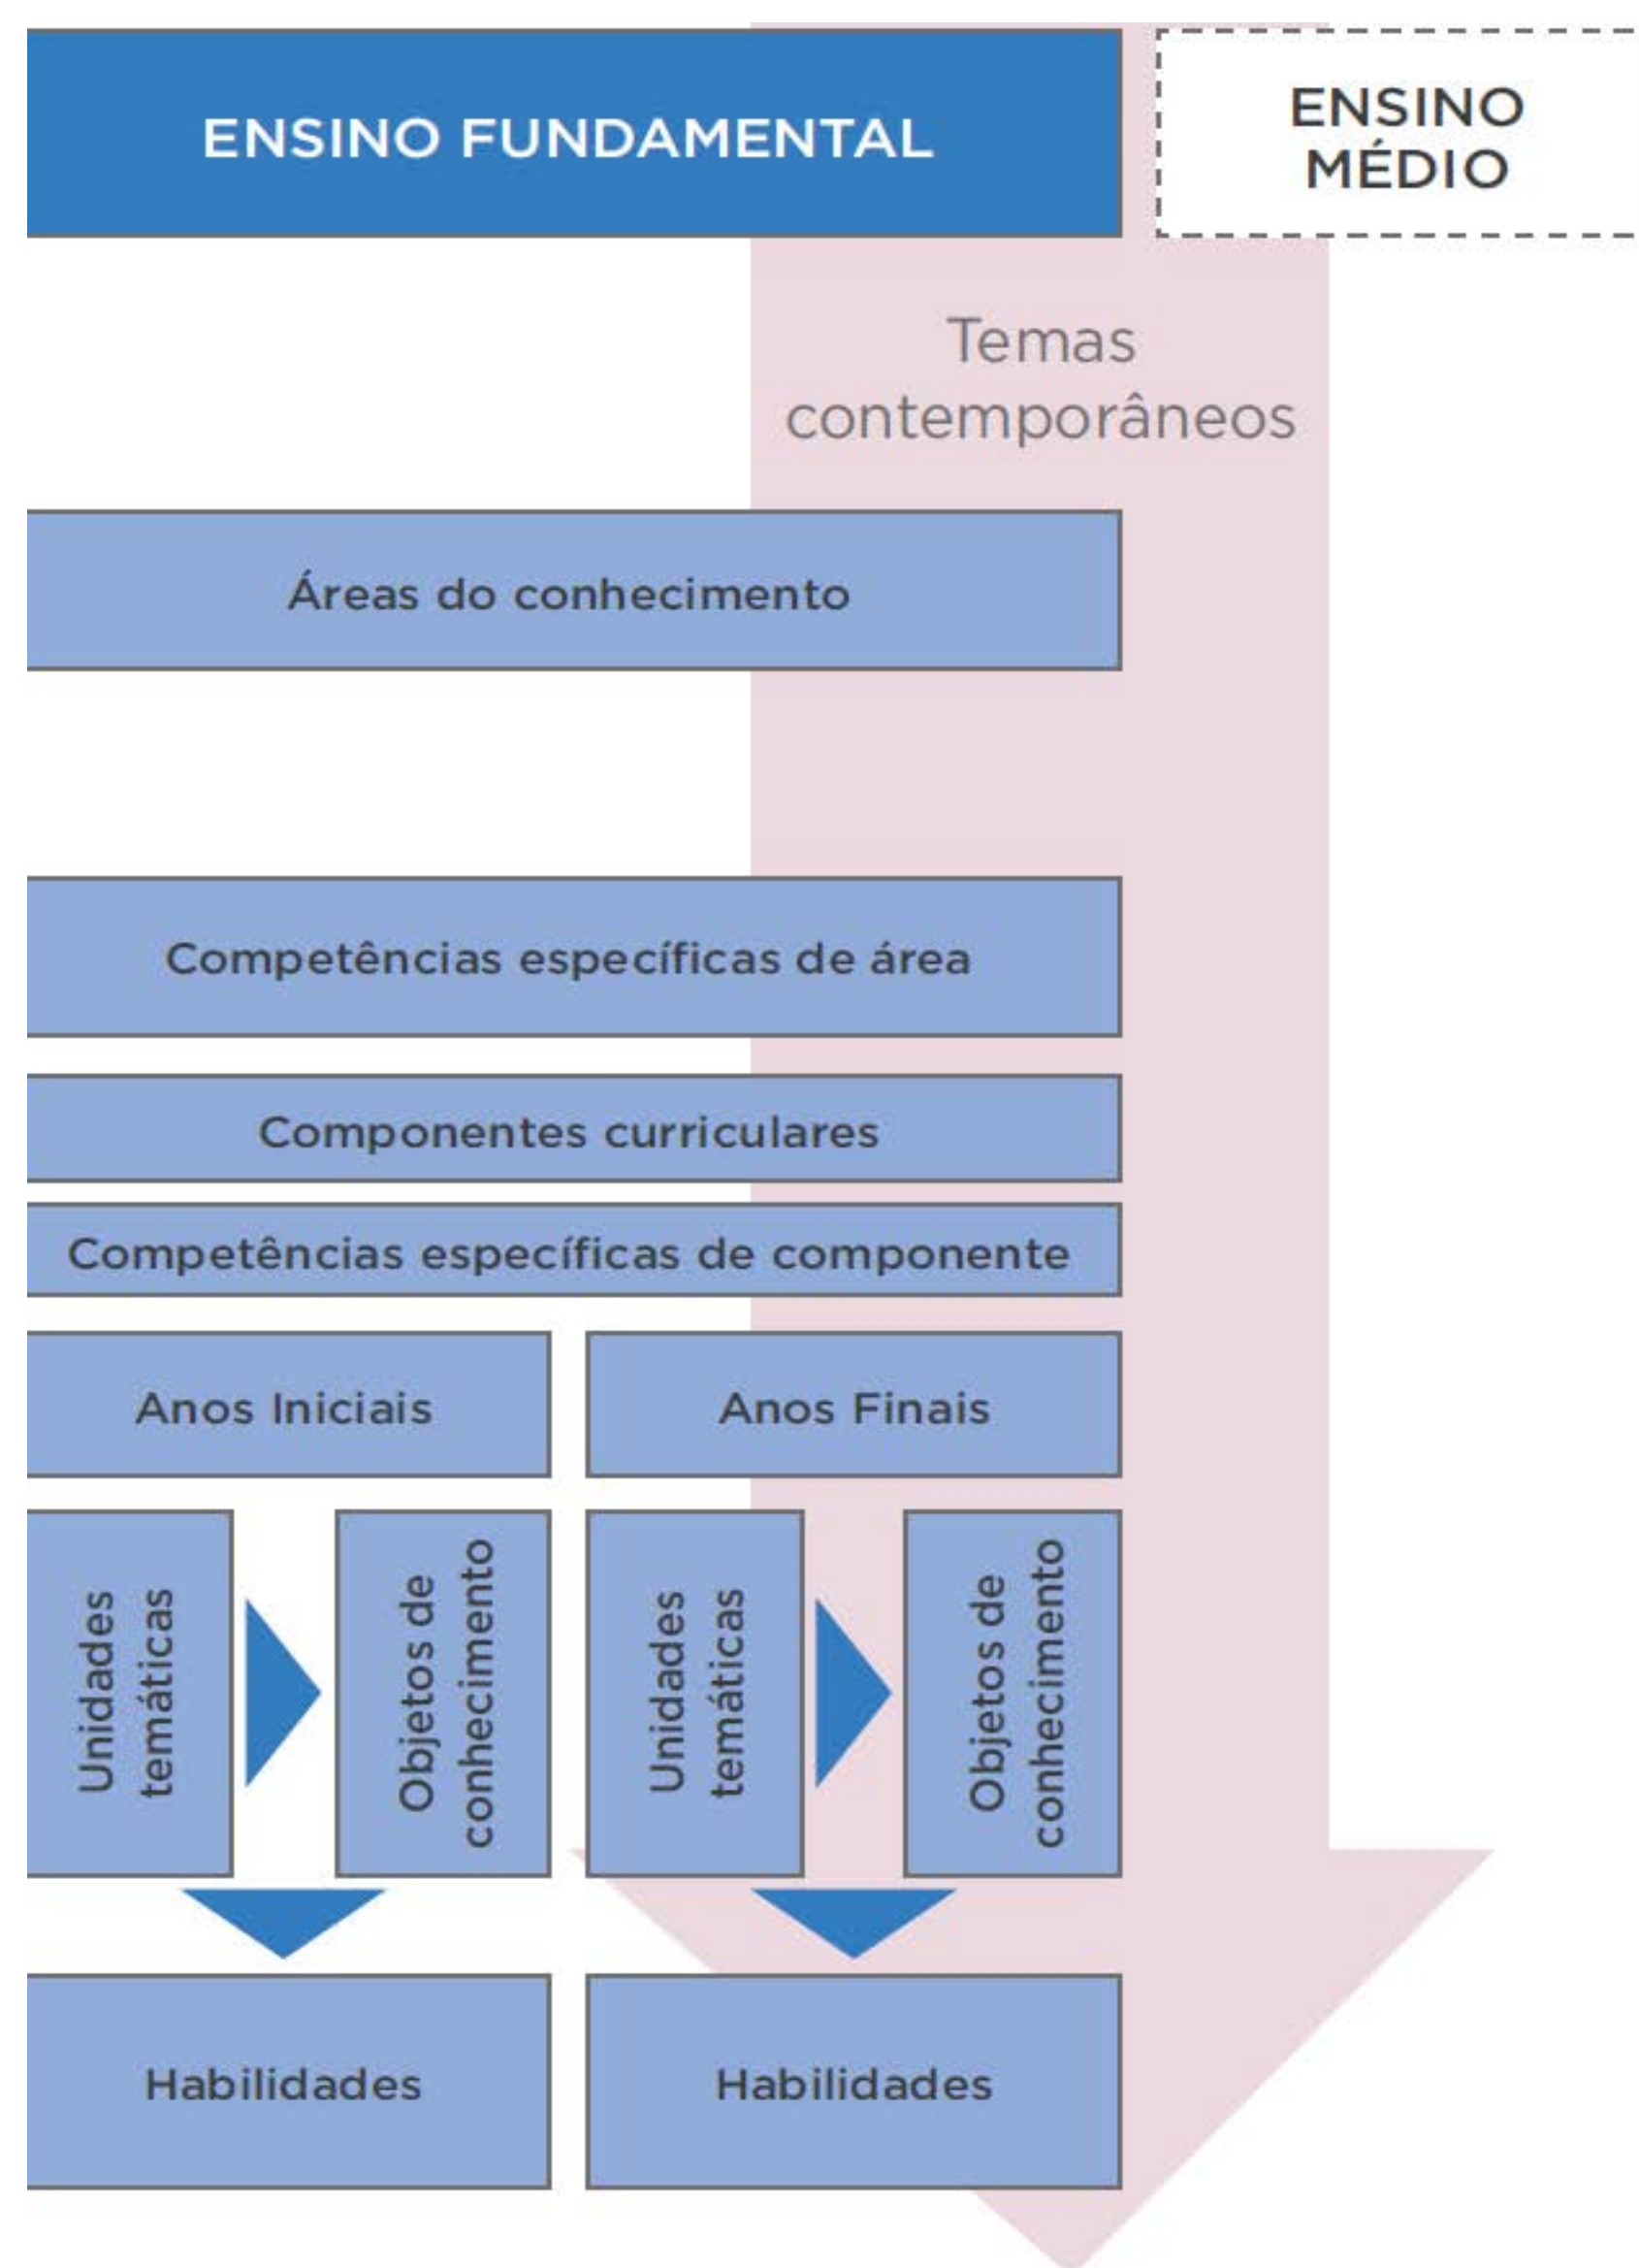 ENSINO FUNDAMENTAL
ENSINO
MÉDIO
Temas
contemporâneos
Áreas do conhecimento
Competências específicas de área
Componentes curriculares
Competências específicas de componente
Anos Iniciais
Anos Finais
Unidades
temáticas
Objetos de
conhecimento
Unidades
temáticas
Objetos de
conhecimento
Habilidades
Habilidades